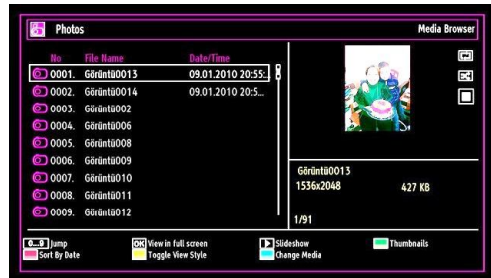 Photos Media Browser
No File Name Date/Time
0001. Görüntü0013 09.01.2010 20:55:.
0002. Görüntü0014 09.01.2010 20:5...
0003. Görüntü002
0004. Görüntü006
0005. Görüntü008
0006. Görüntü009
0007. Görüntü010
0008. Görüntü011
0009. Görüntü012
Görüntü0013
1536x2048 427 KB
1/91
0...9 Jump OK View in full screen Slideshow Thumbnails
Sort By Date Toggle View Style Change Media